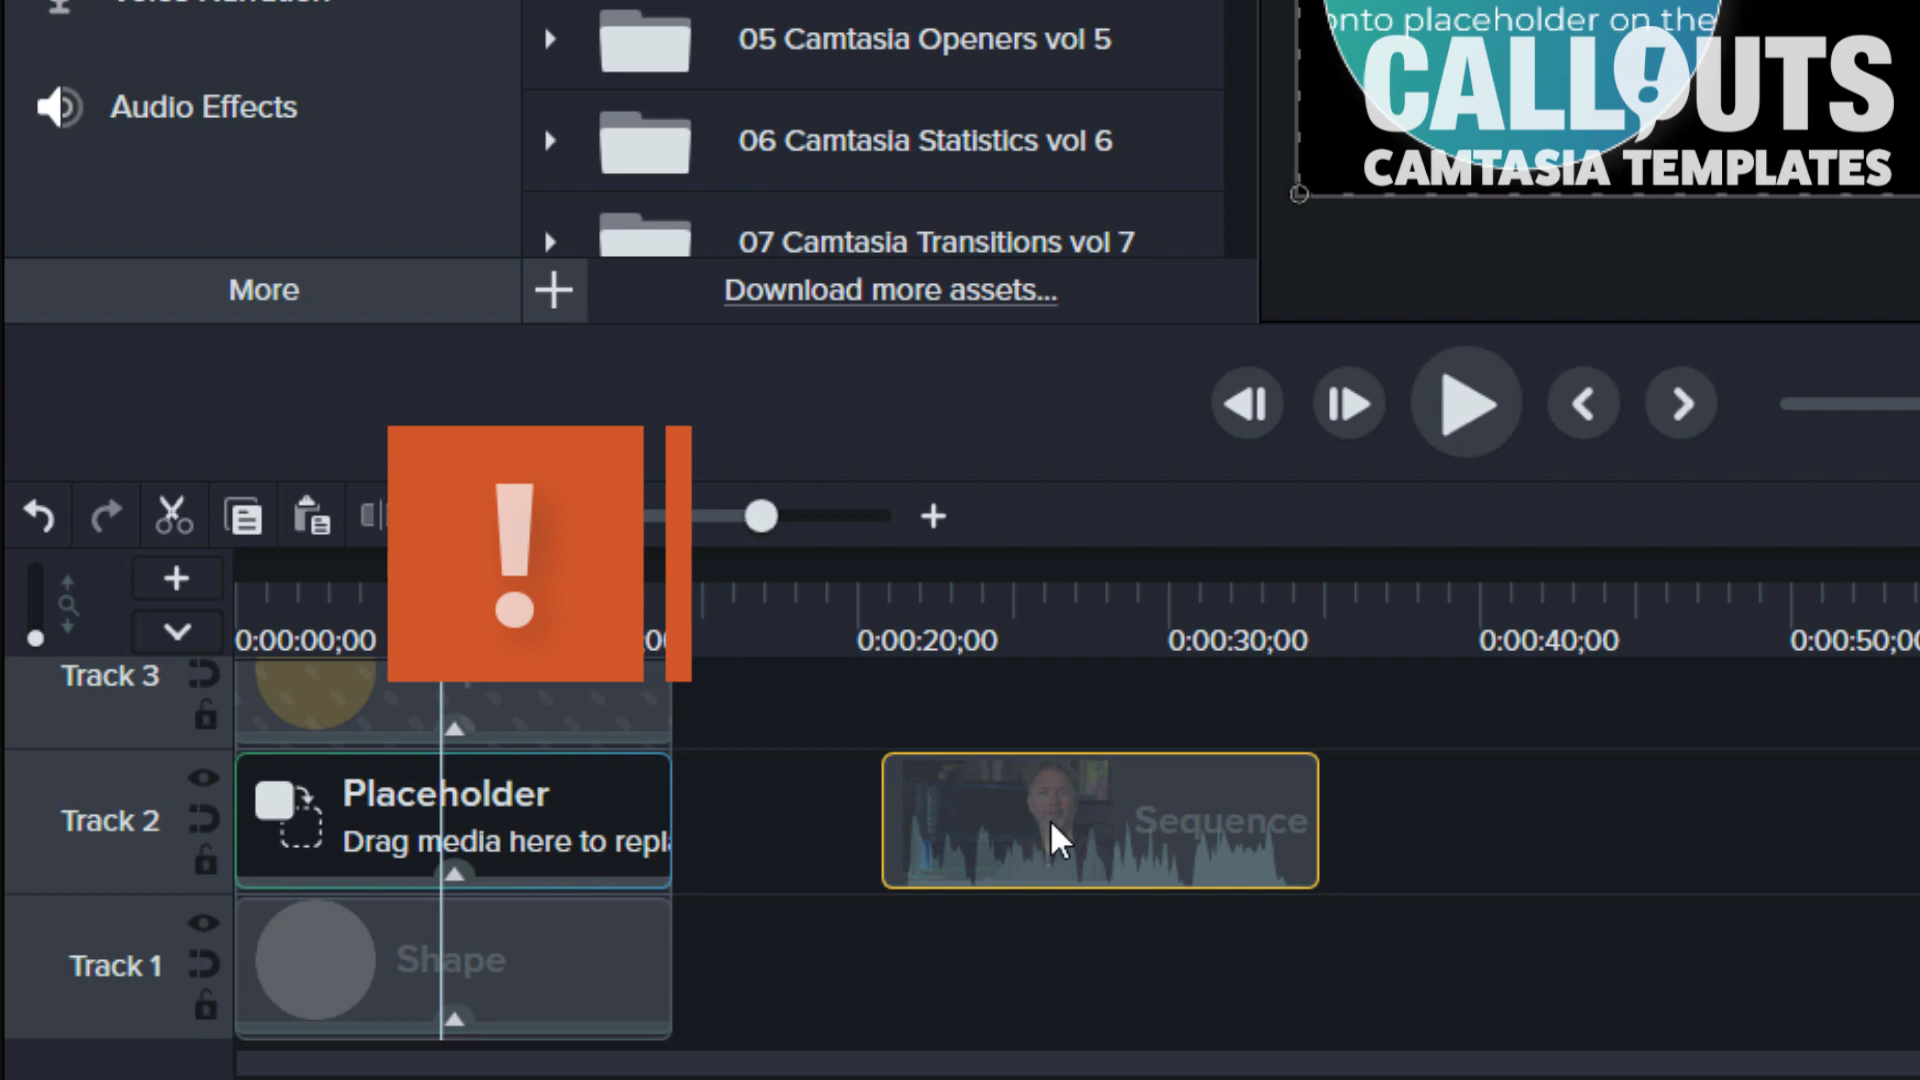 Voice Narration
05 Camtasia Openers vol 5
onto placeholder on the
CALLOUTS
CAMTASIA TEMPLATES
Audio Effects
06 Camtasia Statistics vol 6
07 Camtasia Transitions vol 7
More
Download more assets...
!
0:00:00;00
0:00:20;00
0:00:30;00
0:00:40;00
0:00:50;00
Track 3
Placeholder
Drag media here to repl
Track 2
Sequence
Track 1
Shape